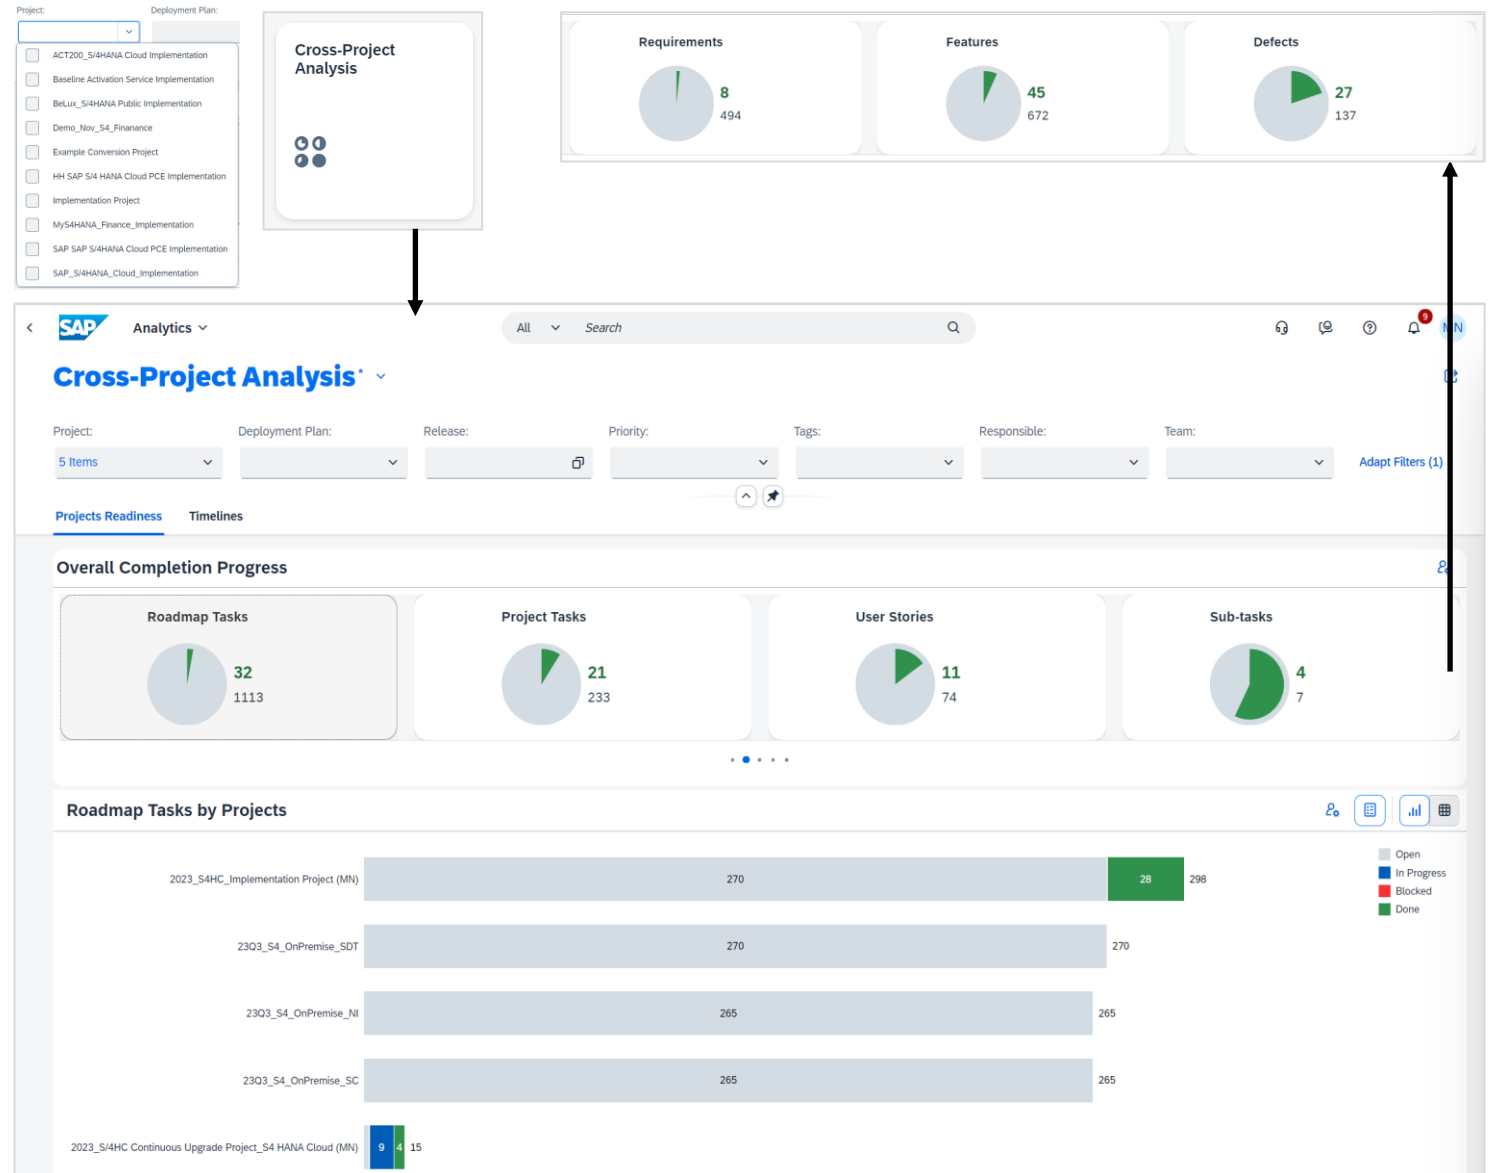 Project:
Deployment Plan:
ACT200_S/4HANA Cloud Implementation
Baseline Activation Service Implementation
BeLux_S/4HANA Public Implementation
Demo_Nov_S4_Finanance
Example Conversion Project
HH SAP S/4 HANA Cloud PCE Implementation
Implementation Project
MyS4HANA_Finance_Implementation
SAP SAP S/4HANA Cloud PCE Implementation
SAP_S/4HANA_Cloud_Implementation
Cross-Project
Analysis
Requirements
8
494
Features
45
672
Defects
27
137
SAP
Analytics
All
Search
9
MN
Cross-Project Analysis*
Project:
Deployment Plan:
Release:
Priority:
Tags:
Responsible:
Team:
5 Items
Adapt Filters (1)
Projects Readiness
Timelines
Overall Completion Progress
Roadmap Tasks
32
1113
Project Tasks
21
233
User Stories
11
74
Sub-tasks
4
7
Roadmap Tasks by Projects
Open
In Progress
Blocked
Done
2023_S4HC_Implementation Project (MN)
270
28
298
23Q3_S4_OnPremise_SDT
270
270
23Q3_S4_OnPremise_NI
265
265
23Q3_S4_OnPremise_SC
265
265
2023_S/4HC Continuous Upgrade Project_S4 HANA Cloud (MN)
9
4
15